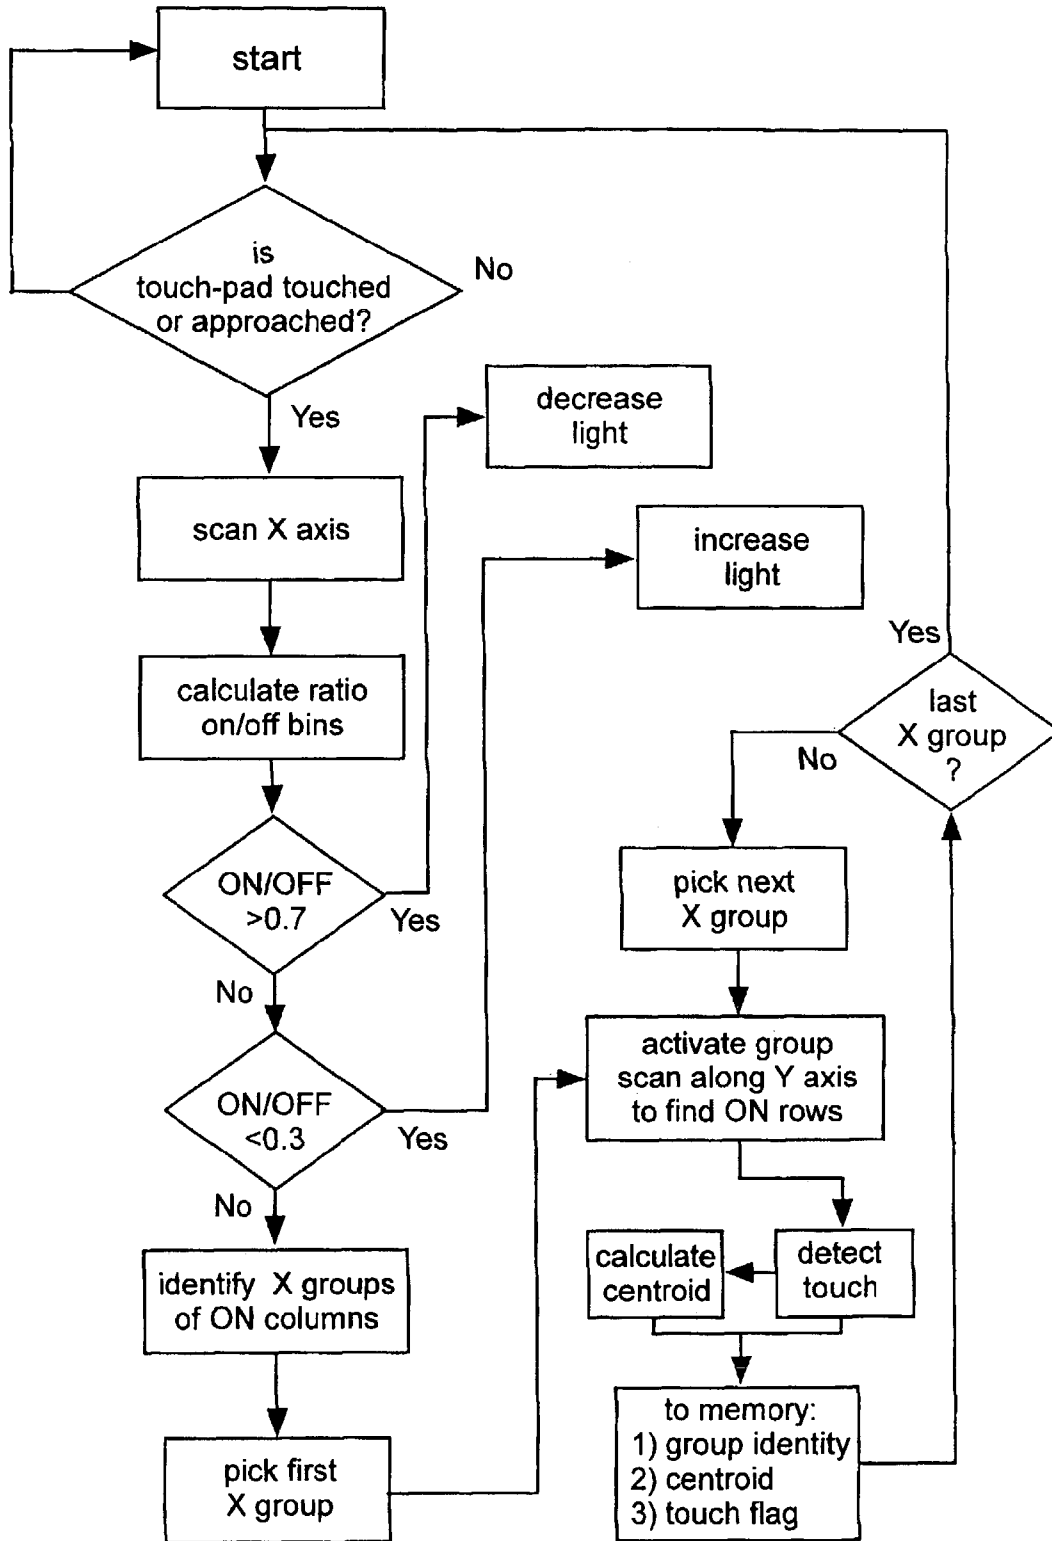 start
is
touch-pad touched
or approached?
No
Yes
decrease
light
scan X axis
increase
light
calculate ratio
on/off bins
Yes
last
X group
?
No
ON/OFF
>0.7
Yes
No
pick next
X group
ON/OFF
<0.3
Yes
No
activate group
scan along Y axis
to find ON rows
identify X groups
of ON columns
calculate
centroid
detect
touch
pick first
X group
to memory:
1) group identity
2) centroid
3) touch flag